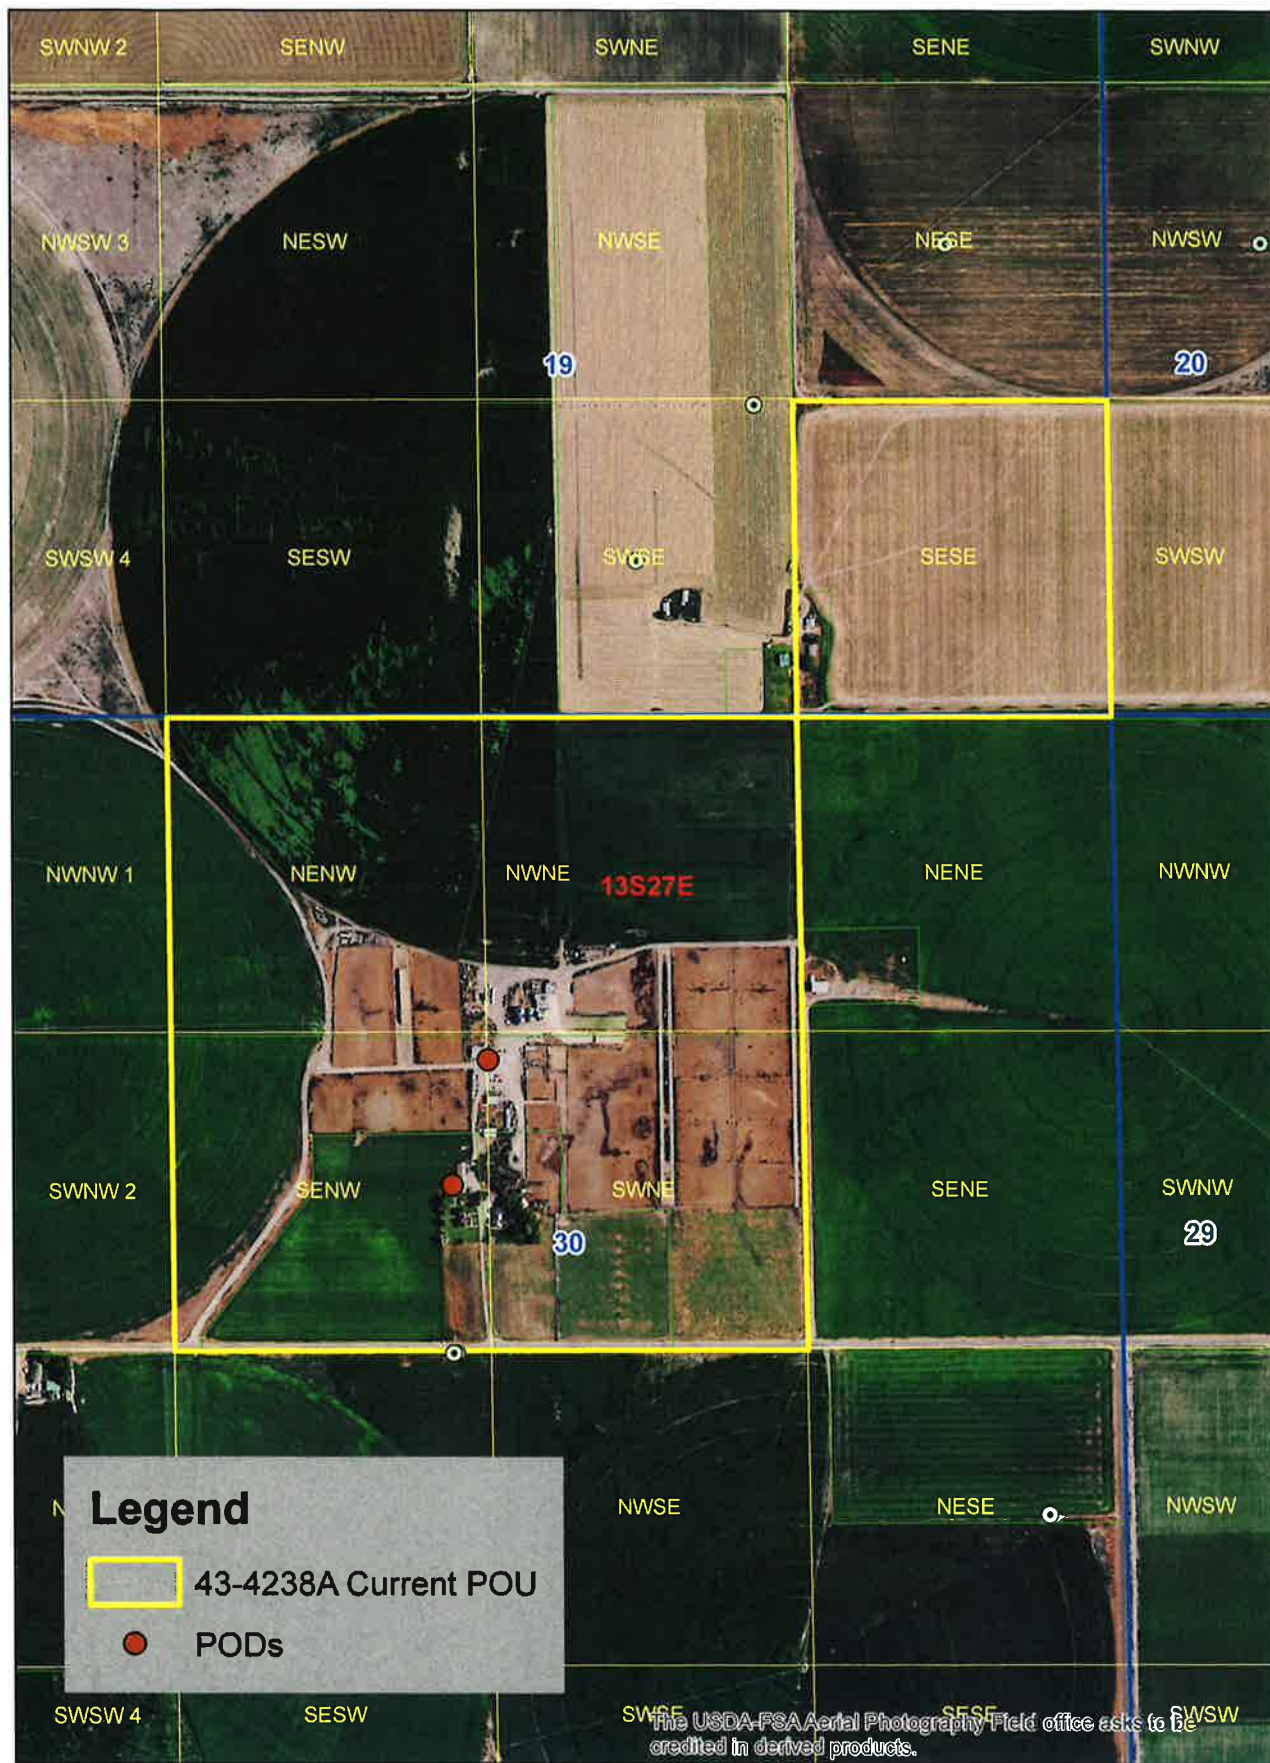 SWNW 2 SENW SWNE SENE SWNW
NWSW 3 NESW NWSE NESE NWSW
19 20
SWSW 4 SESW SWSE SESE SWSW
NWNW 1 NENW NWNE 13S27E NENE NWNW
SWNW 2 SENW SWNE SENE SWNW
30 29
NWSE NESE NWSW
Legend
43-4238A Current POU
PODs
SWSW 4 SESW SWSE SESE SWSW
The USDA-FSA Aerial Photography Field office asks to be
credited in derived products.